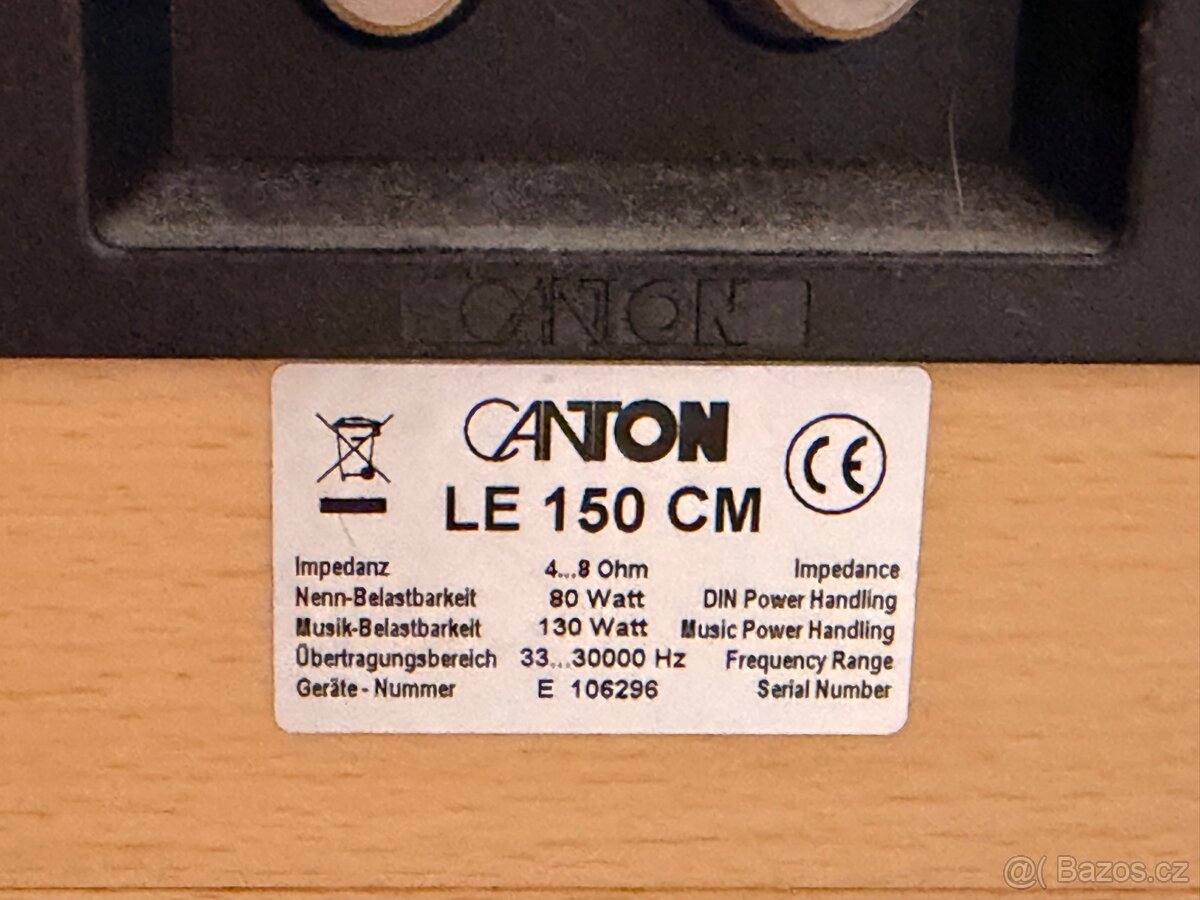 CANTON
CANTON
CE
LE 150 CM
Impedanz 4...8 Ohm Impedance
Nenn-Belastbarkeit 80 Watt DIN Power Handling
Musik-Belastbarkeit 130 Watt Music Power Handling
Übertragungsbereich 33...30000 Hz Frequency Range
Geräte - Nummer E 106296 Serial Number
@( Bazos.cz